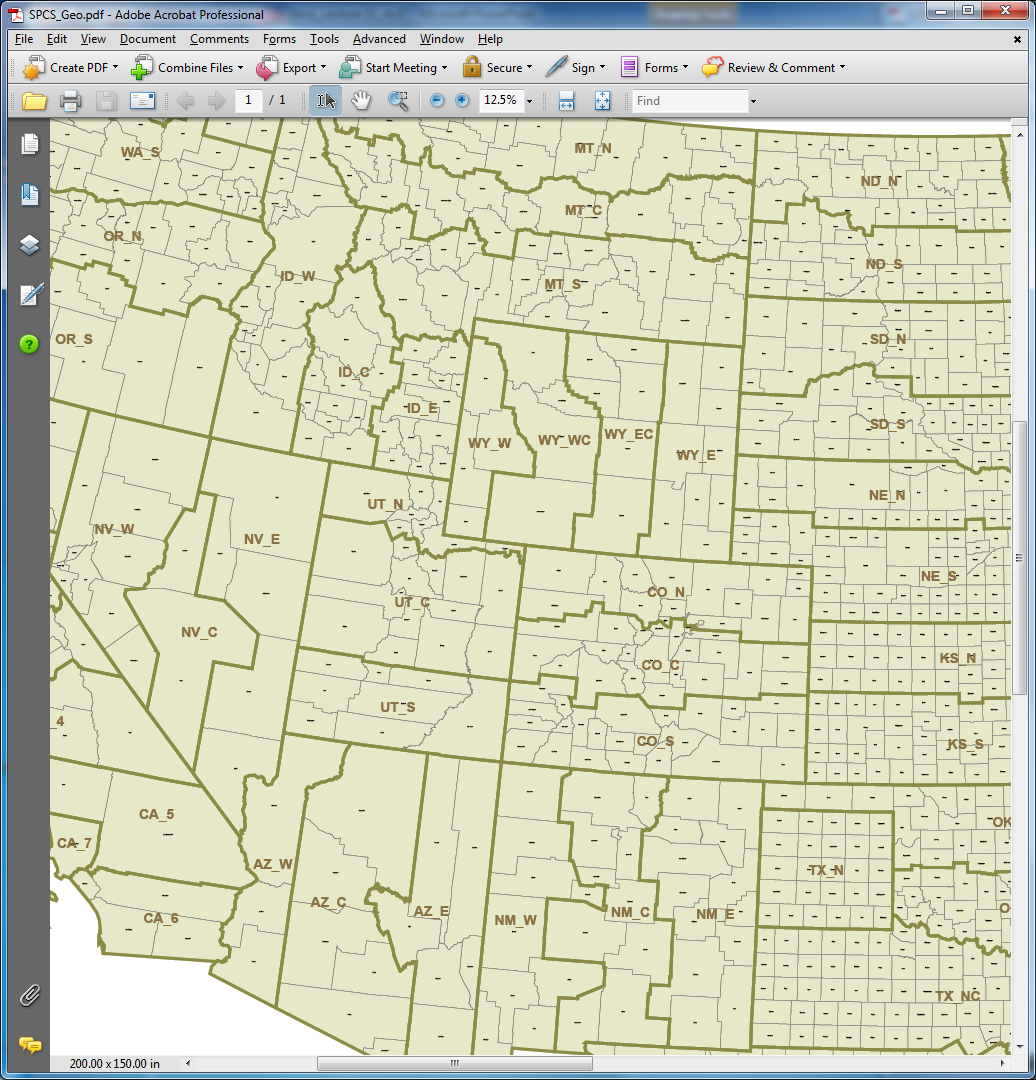 SPCS_Geo.pdf - Adobe Acrobat Professional
File Edit View Document Comments Forms Tools Advanced Window Help
Create PDF Combine Files Export Start Meeting Secure Sign Forms Review & Comment
1 / 1 12.5% Find
WA_S MT_N
ND_N
MT_C
OR_N
ND_S
ID_W MT_S
OR_S SD_N
ID_C
ID_E
SD_S
WY_W WY_WC WY_EC
WY_E
NE_N
UT_N
NV_W NV_E
NE_S
CO_N
UT_C
NV_C
KS_N
CO_C
UT_S
4
CO_S KS_S
CA_5 OK
CA_7
AZ_W TX_N
AZ_C AZ_E NM_C NM_E O
CA_6 NM_W
TX_NC
200.00 x 150.00 in